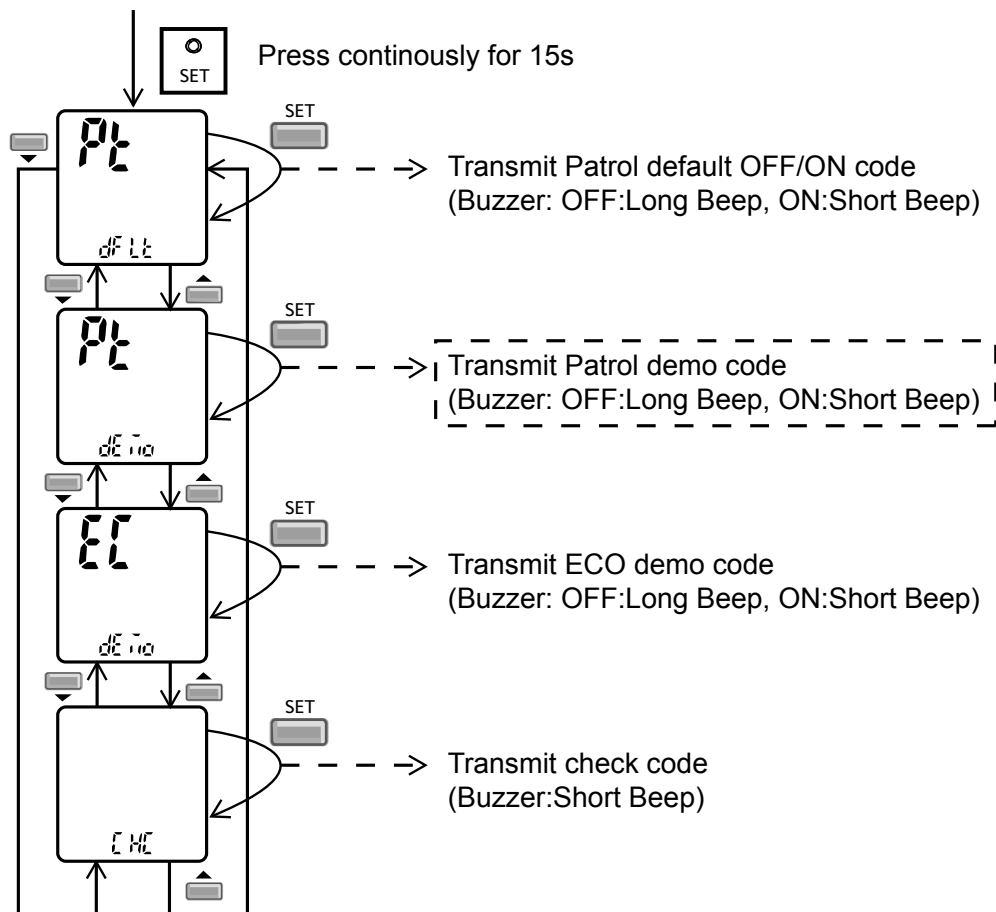 SET
Press continously for 15s
Pt
dFLt
SET
Transmit Patrol default OFF/ON code
(Buzzer: OFF:Long Beep, ON:Short Beep)
Pt
dEmo
SET
Transmit Patrol demo code
(Buzzer: OFF:Long Beep, ON:Short Beep)
EC
dEmo
SET
Transmit ECO demo code
(Buzzer: OFF:Long Beep, ON:Short Beep)
CHC
SET
Transmit check code
(Buzzer:Short Beep)